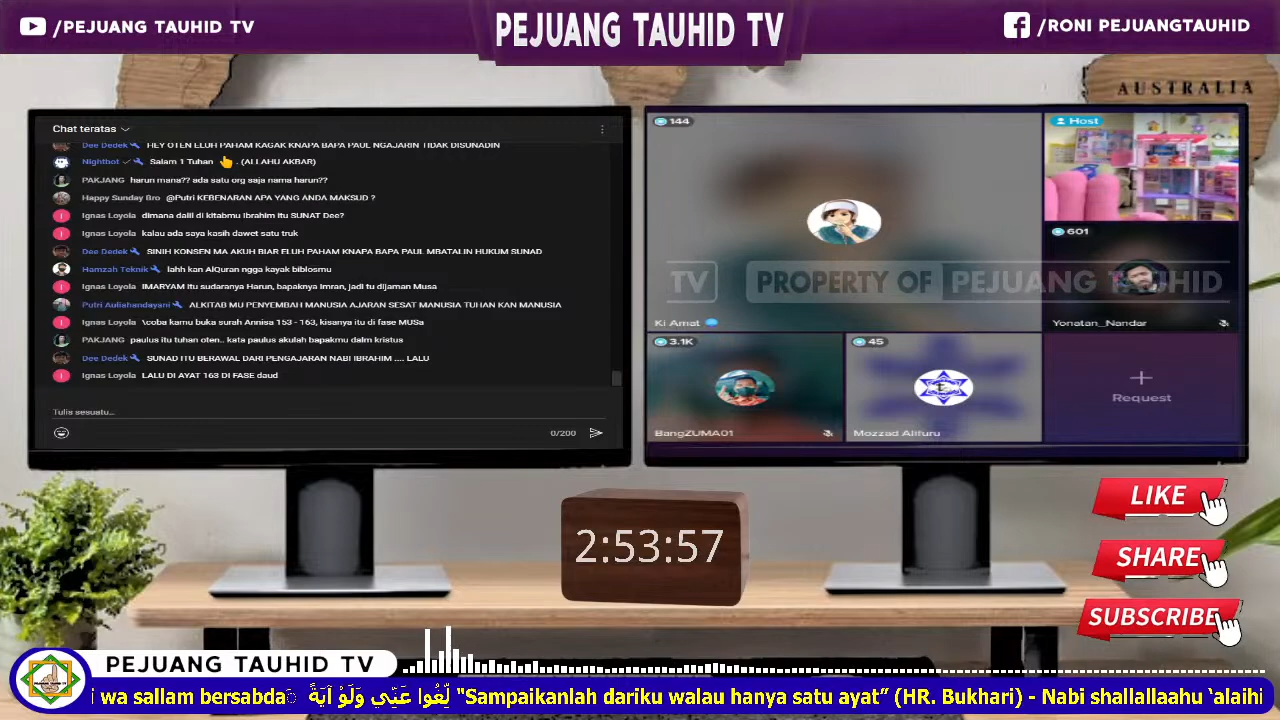 /PEJUANG TAUHID TV
PEJUANG TAUHID TV
/RONI PEJUANGTAUHID
AUSTRALIA
Chat teratas
Dee Dedek HEY OTEN ELUH PAHAM KAGAK KNAPA BAPA PAUL NGAJARIN TIDAK DISUNADIN
Nightbot Salam 1 Tuhan 👆 . (ALLAHU AKBAR)
PAKJANG harun mana?? ada satu org saja nama harun??
Happy Sunday Bro @Putri KEBENARAN APA YANG ANDA MAKSUD ?
Ignas Loyola dimana dalil di kitabmu Ibrahim itu SUNAT Dee?
Ignas Loyola kalau ada saya kasih dawet satu truk
Dee Dedek SINIH KONSEN MA AKUH BIAR ELUH PAHAM KNAPA BAPA PAUL MBATALIN HUKUM SUNAD
Hamzah Teknik lahh kan AlQuran ngga kayak biblosmu
Ignas Loyola IMARYAM itu sudaranya Harun, bapaknya Imran, jadi tu dijaman Musa
Putri Auliahandayani ALKITAB MU PENYEMBAH MANUSIA AJARAN SESAT MANUSIA TUHAN KAN MANUSIA
Ignas Loyola \coba kamu buka surah Annisa 153 - 163, kisanya itu di fase MUSa
PAKJANG paulus itu tuhan oten.. kata paulus akulah bapakmu dalm kristus
Dee Dedek SUNAD ITU BERAWAL DARI PENGAJARAN NABI IBRAHIM .... LALU
Ignas Loyola LALU DI AYAT 163 DI FASE daud
Tulis sesuatu...
0/200
144
Host
601
TV PROPERTY OF PEJUANG TAUHID
Ki Amat
Yonatan_Nandar
3.1K
45
Request
BangZUMA01
Mozzad Alifuru
2:53:57
LIKE
SHARE
SUBSCRIBE
PEJUANG TAUHID TV
i wa sallam bersabda لِّغُوا عَنِّي وَلَوْ آيَةً "Sampaikanlah dariku walau hanya satu ayat” (HR. Bukhari) - Nabi shallallaahu ‘alaihi